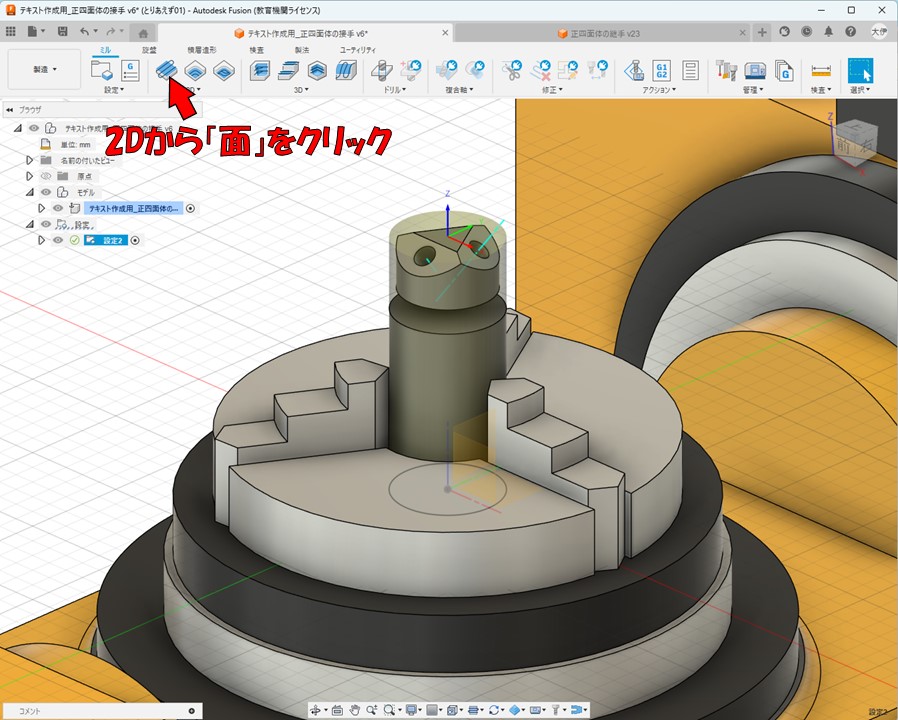 テキスト作成用_正四面体の接手 v6* (とりあえず01) - Autodesk Fusion (教育機関ライセンス)
テキスト作成用_正四面体の接手 v6*
正四面体の継手 v23
ミル
旋盤
積層造形
検査
製法
ユーティリティ
製造
設定
2D
3D
ドリル
複合軸
修正
アクション
管理
検査
選択
ブラウザ
2Dから「面」をクリック
テキスト作成用_正四面体の接手 v6
単位: mm
名前の付いたビュー
原点
モデル
テキスト作成用_正四面体の...
設定
設定2
Z
Z
前
右
コメント
設定2